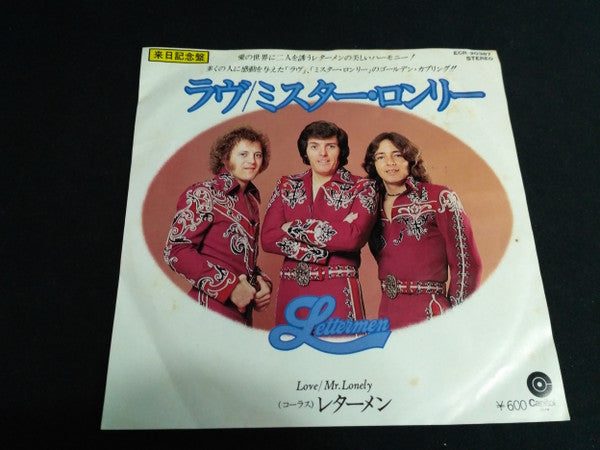 来日記念盤
愛の世界に二人を誘うレターメンの美しいハーモニー!
多くの人に感動を与えた「ラヴ」、「ミスター・ロンリー」のゴールデン・カプリング!!
ECR-20387
STEREO
ラヴ/ミスター・ロンリー
Lettermen
Love/Mr. Lonely
(コーラス)レターメン
¥600
Capitol